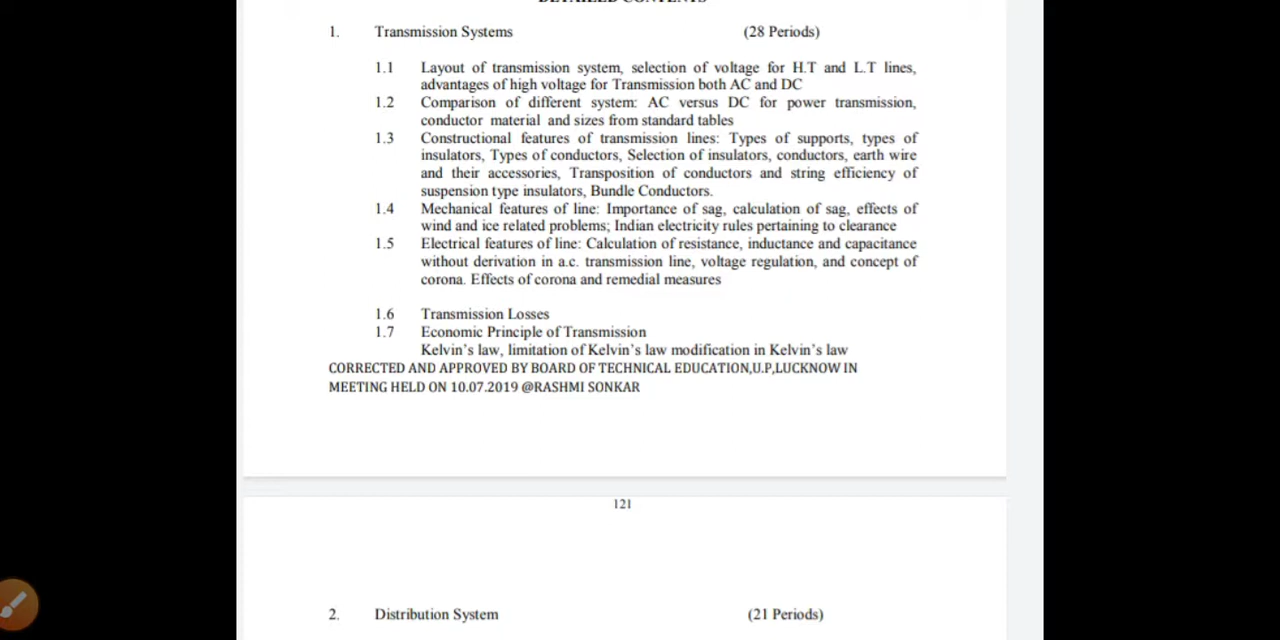 DETAILED CONTENTS
1. Transmission Systems (28 Periods)
1.1 Layout of transmission system, selection of voltage for H.T and L.T lines,
advantages of high voltage for Transmission both AC and DC
1.2 Comparison of different system: AC versus DC for power transmission,
conductor material and sizes from standard tables
1.3 Constructional features of transmission lines: Types of supports, types of
insulators, Types of conductors, Selection of insulators, conductors, earth wire
and their accessories, Transposition of conductors and string efficiency of
suspension type insulators, Bundle Conductors.
1.4 Mechanical features of line: Importance of sag, calculation of sag, effects of
wind and ice related problems; Indian electricity rules pertaining to clearance
1.5 Electrical features of line: Calculation of resistance, inductance and capacitance
without derivation in a.c. transmission line, voltage regulation, and concept of
corona. Effects of corona and remedial measures
1.6 Transmission Losses
1.7 Economic Principle of Transmission
Kelvin's law, limitation of Kelvin's law modification in Kelvin's law
CORRECTED AND APPROVED BY BOARD OF TECHNICAL EDUCATION,U.P,LUCKNOW IN
MEETING HELD ON 10.07.2019 @RASHMI SONKAR
121
2. Distribution System (21 Periods)